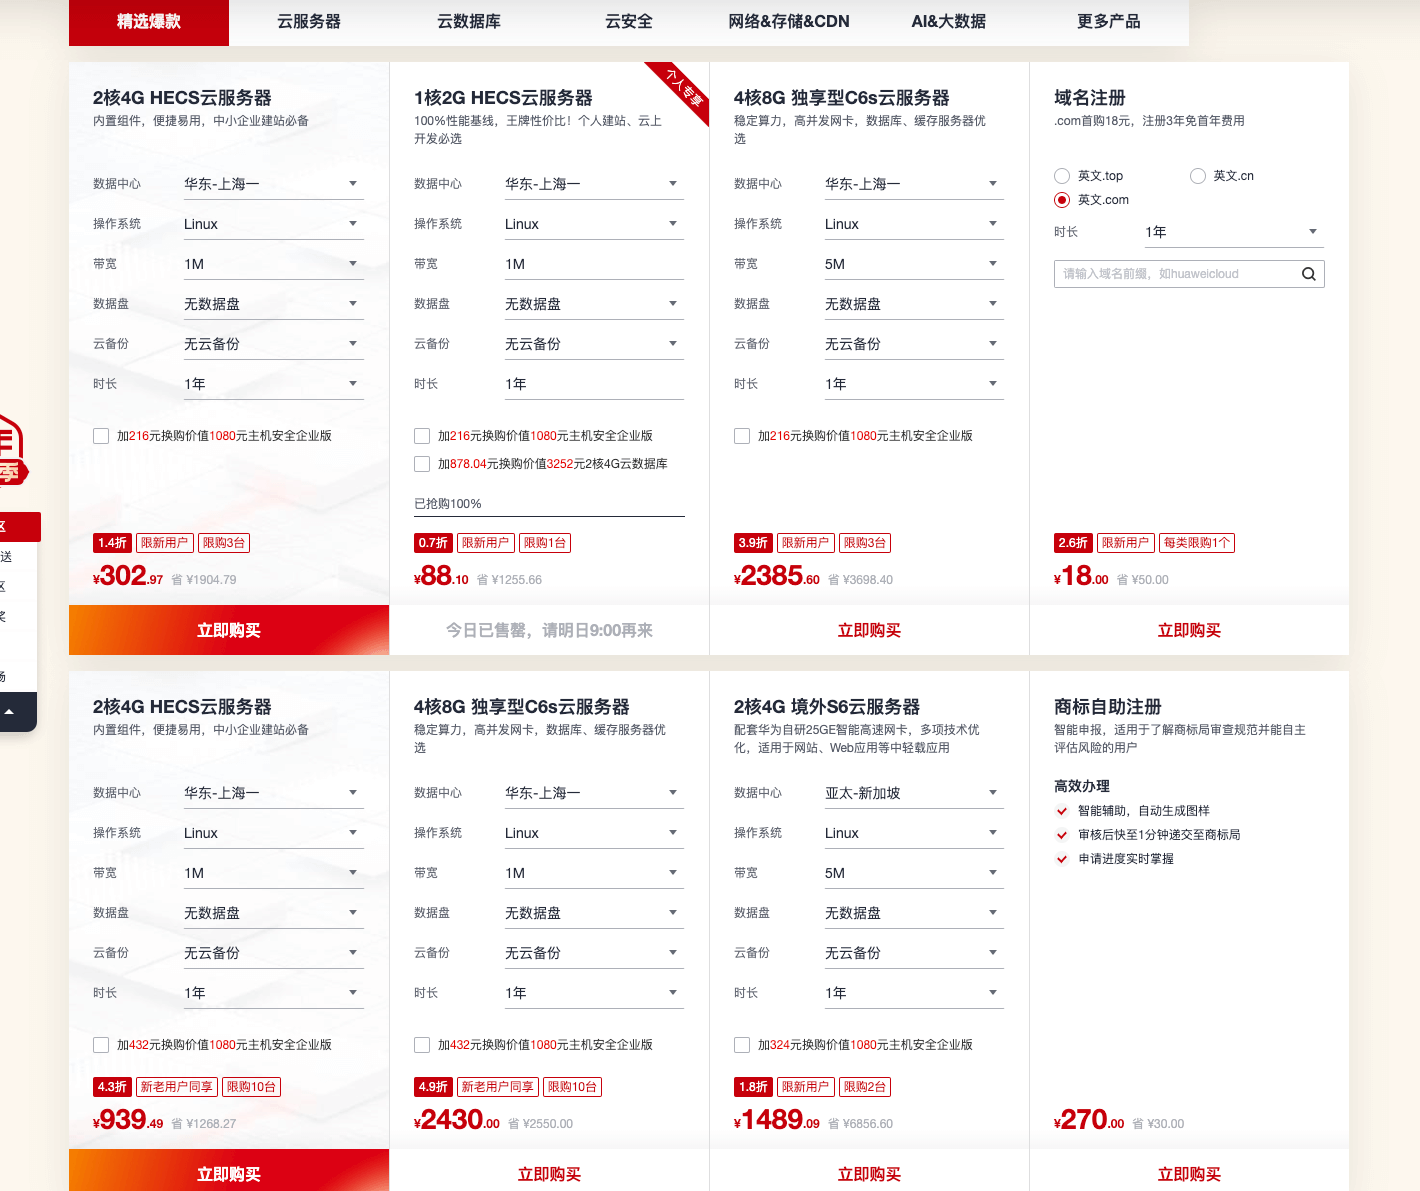 精选爆款
云服务器
云数据库
云安全
网络&存储&CDN
AI&大数据
更多产品
2核4G HECS云服务器
内置组件，便捷易用，中小企业建站必备
数据中心 华东-上海一
操作系统 Linux
带宽 1M
数据盘 无数据盘
云备份 无云备份
时长 1年
加216元换购价值1080元主机安全企业版
1.4折 限新用户 限购3台
¥302.97 省 ¥1904.79
立即购买
个人专享
1核2G HECS云服务器
100%性能基线，王牌性价比！个人建站、云上
开发必选
数据中心 华东-上海一
操作系统 Linux
带宽 1M
数据盘 无数据盘
云备份 无云备份
时长 1年
加216元换购价值1080元主机安全企业版
加878.04元换购价值3252元2核4G云数据库
已抢购100%
0.7折 限新用户 限购1台
¥88.10 省 ¥1255.66
今日已售罄，请明日9:00再来
4核8G 独享型C6s云服务器
稳定算力，高并发网卡，数据库、缓存服务器优
选
数据中心 华东-上海一
操作系统 Linux
带宽 5M
数据盘 无数据盘
云备份 无云备份
时长 1年
加216元换购价值1080元主机安全企业版
3.9折 限新用户 限购3台
¥2385.60 省 ¥3698.40
立即购买
域名注册
.com首购18元，注册3年免首年费用
英文.top 英文.cn
英文.com
时长 1年
请输入域名前缀，如huaweicloud
2.6折 限新用户 每类限购1个
¥18.00 省 ¥50.00
立即购买
季
区
送
区
奖
场
2核4G HECS云服务器
内置组件，便捷易用，中小企业建站必备
数据中心 华东-上海一
操作系统 Linux
带宽 1M
数据盘 无数据盘
云备份 无云备份
时长 1年
加432元换购价值1080元主机安全企业版
4.3折 新老用户同享 限购10台
¥939.49 省 ¥1268.27
立即购买
4核8G 独享型C6s云服务器
稳定算力，高并发网卡，数据库、缓存服务器优
选
数据中心 华东-上海一
操作系统 Linux
带宽 1M
数据盘 无数据盘
云备份 无云备份
时长 1年
加432元换购价值1080元主机安全企业版
4.9折 新老用户同享 限购10台
¥2430.00 省 ¥2550.00
立即购买
2核4G 境外S6云服务器
配套华为自研25GE智能高速网卡，多项技术优
化，适用于网站、Web应用等中轻载应用
数据中心 亚太-新加坡
操作系统 Linux
带宽 5M
数据盘 无数据盘
云备份 无云备份
时长 1年
加324元换购价值1080元主机安全企业版
1.8折 限新用户 限购2台
¥1489.09 省 ¥6856.60
立即购买
商标自助注册
智能申报，适用于了解商标局审查规范并能自主
评估风险的用户
高效办理
智能辅助，自动生成图样
审核后快至1分钟递交至商标局
申请进度实时掌握
¥270.00 省 ¥30.00
立即购买